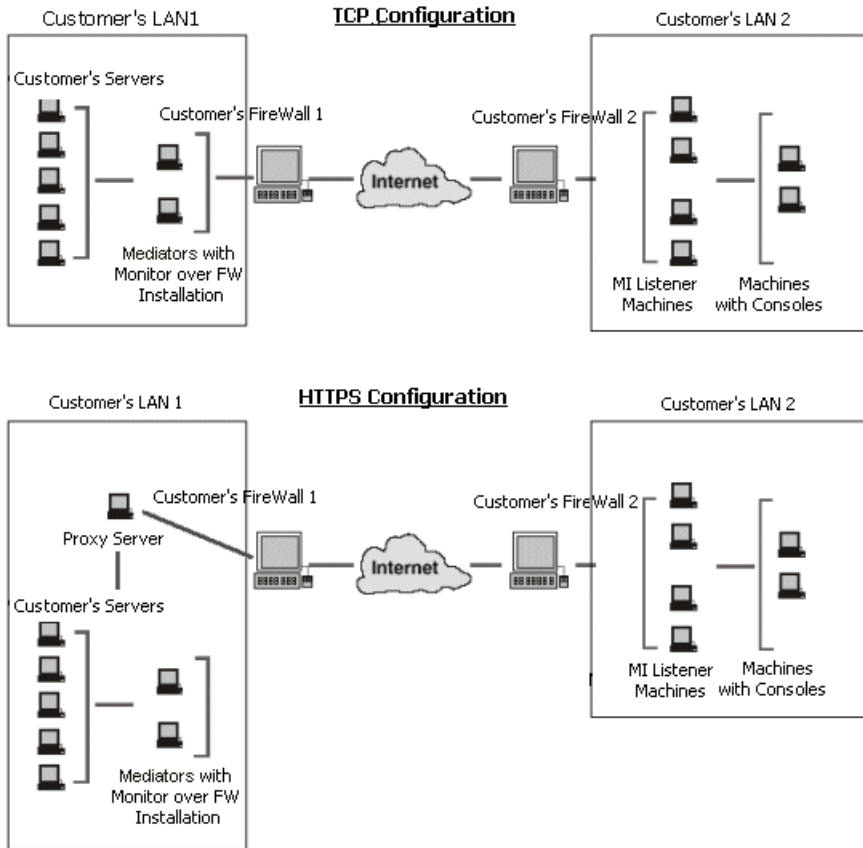 Customer's LAN1
TCP.Configuration
Customer's LAN 2
Customer's Servers
Customer's FireWall 1
Customer's FireWall 2
Internet
Mediators with
Monitor over FW
Installation
MI Listener
Machines
Machines
with Consoles
HTTPS Configuration
Customer's LAN 1
Customer's LAN 2
Customer's FireWall 1
Customer's FireWall 2
Proxy Server
Internet
Customer's Servers
MI Listener
Machines
Machines
with Consoles
Mediators with
Monitor over FW
Installation